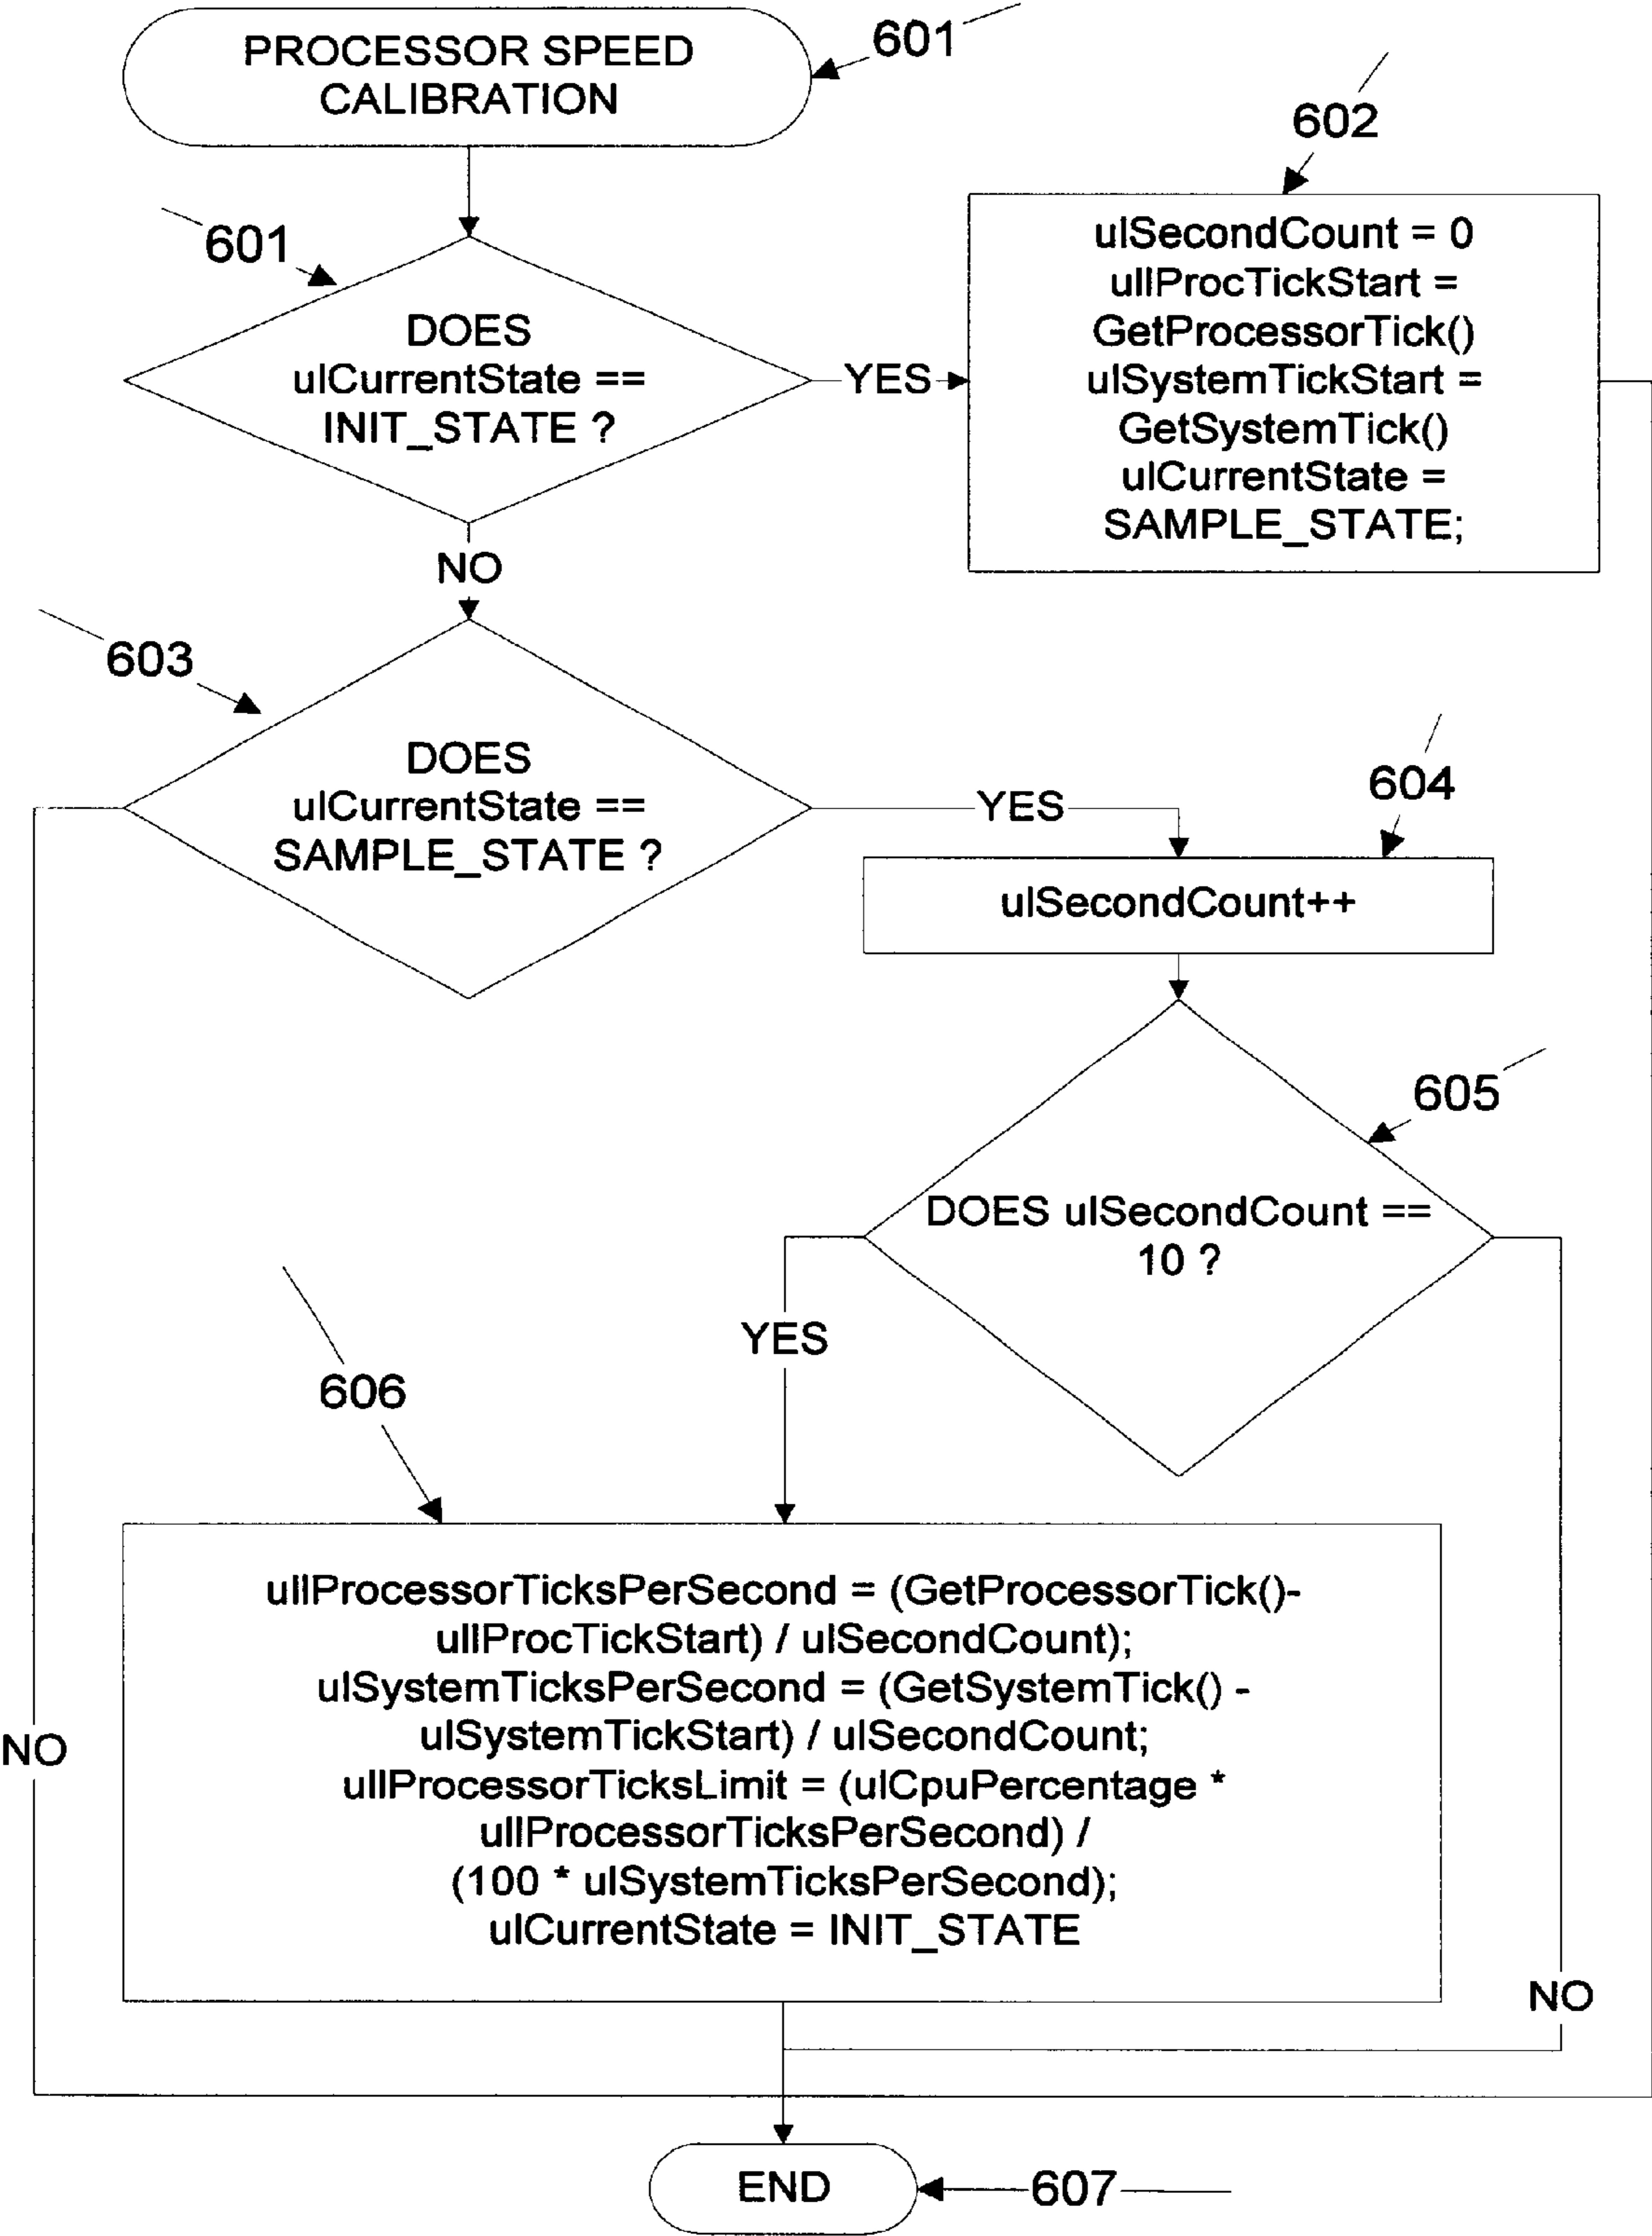 PROCESSOR SPEED
CALIBRATION
601
602
601
DOES
ulCurrentState ==
INIT_STATE ?
YES
ulSecondCount = 0
ullProcTickStart =
GetProcessorTick()
ulSystemTickStart =
GetSystemTick()
ulCurrentState =
SAMPLE_STATE;
NO
603
DOES
ulCurrentState ==
SAMPLE_STATE ?
YES
604
ulSecondCount++
605
DOES ulSecondCount ==
10 ?
YES
606
ullProcessorTicksPerSecond = (GetProcessorTick()-
ullProcTickStart) / ulSecondCount);
ulSystemTicksPerSecond = (GetSystemTick() -
ulSystemTickStart) / ulSecondCount;
ullProcessorTicksLimit = (ulCpuPercentage *
ullProcessorTicksPerSecond) /
(100 * ulSystemTicksPerSecond);
ulCurrentState = INIT_STATE
NO
NO
END
607